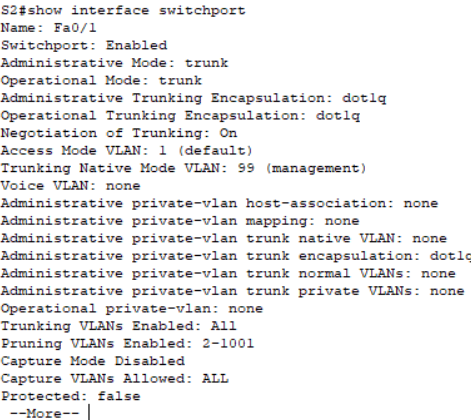 S2#show interface switchport
Name: Fa0/1
Switchport: Enabled
Administrative Mode: trunk
Operational Mode: trunk
Administrative Trunking Encapsulation: dot1q
Operational Trunking Encapsulation: dot1q
Negotiation of Trunking: On
Access Mode VLAN: 1 (default)
Trunking Native Mode VLAN: 99 (management)
Voice VLAN: none
Administrative private-vlan host-association: none
Administrative private-vlan mapping: none
Administrative private-vlan trunk native VLAN: none
Administrative private-vlan trunk encapsulation: dot1q
Administrative private-vlan trunk normal VLANs: none
Administrative private-vlan trunk private VLANs: none
Operational private-vlan: none
Trunking VLANs Enabled: All
Pruning VLANs Enabled: 2-1001
Capture Mode Disabled
Capture VLANs Allowed: ALL
Protected: false
--More--